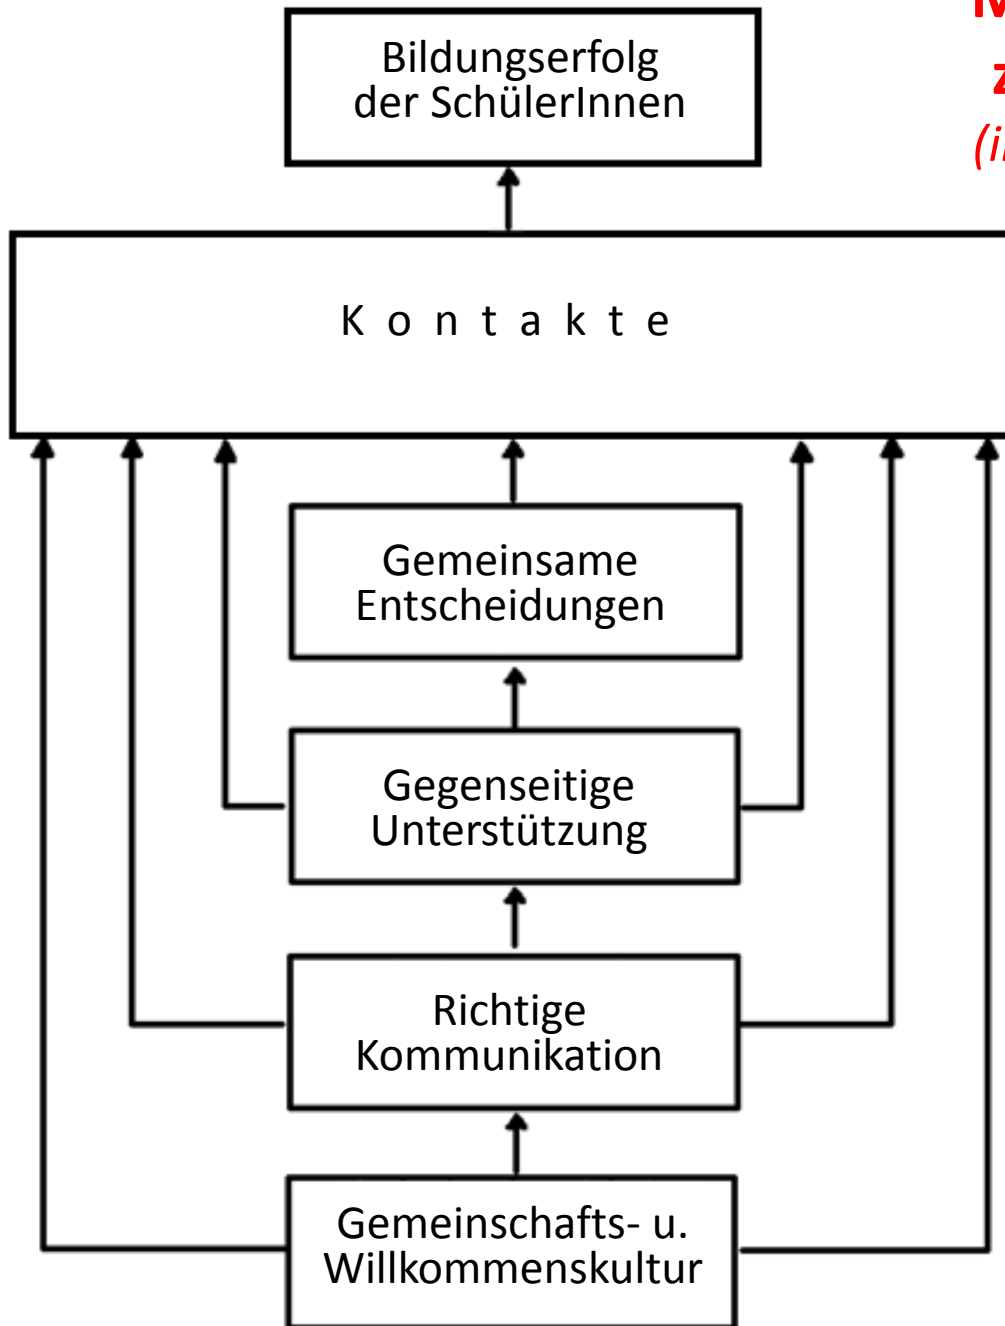 Bildungserfolg
der SchülerInnen
K o n t a k t e
Gemeinsame
Entscheidungen
Gegenseitige
Unterstützung
Richtige
Kommunikation
Gemeinschafts- u.
Willkommenskultur